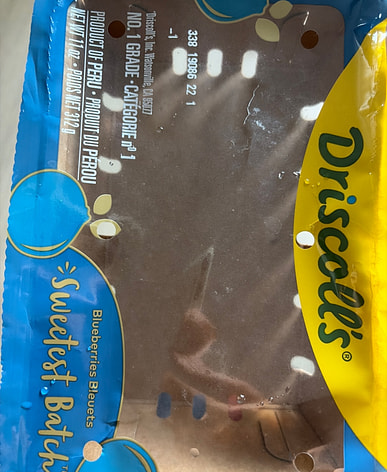 Driscoll's®
338 19086 22 1
-1
Driscoll's, Inc. Watsonville, CA 95077
NO. 1 GRADE • CATÉGORIE nº 1
PRODUCT OF PERU • PRODUIT DU PÉROU
NET WT 11 oz • POIDS NET 312 g
Blueberries Bleuets
Sweetest Batch™